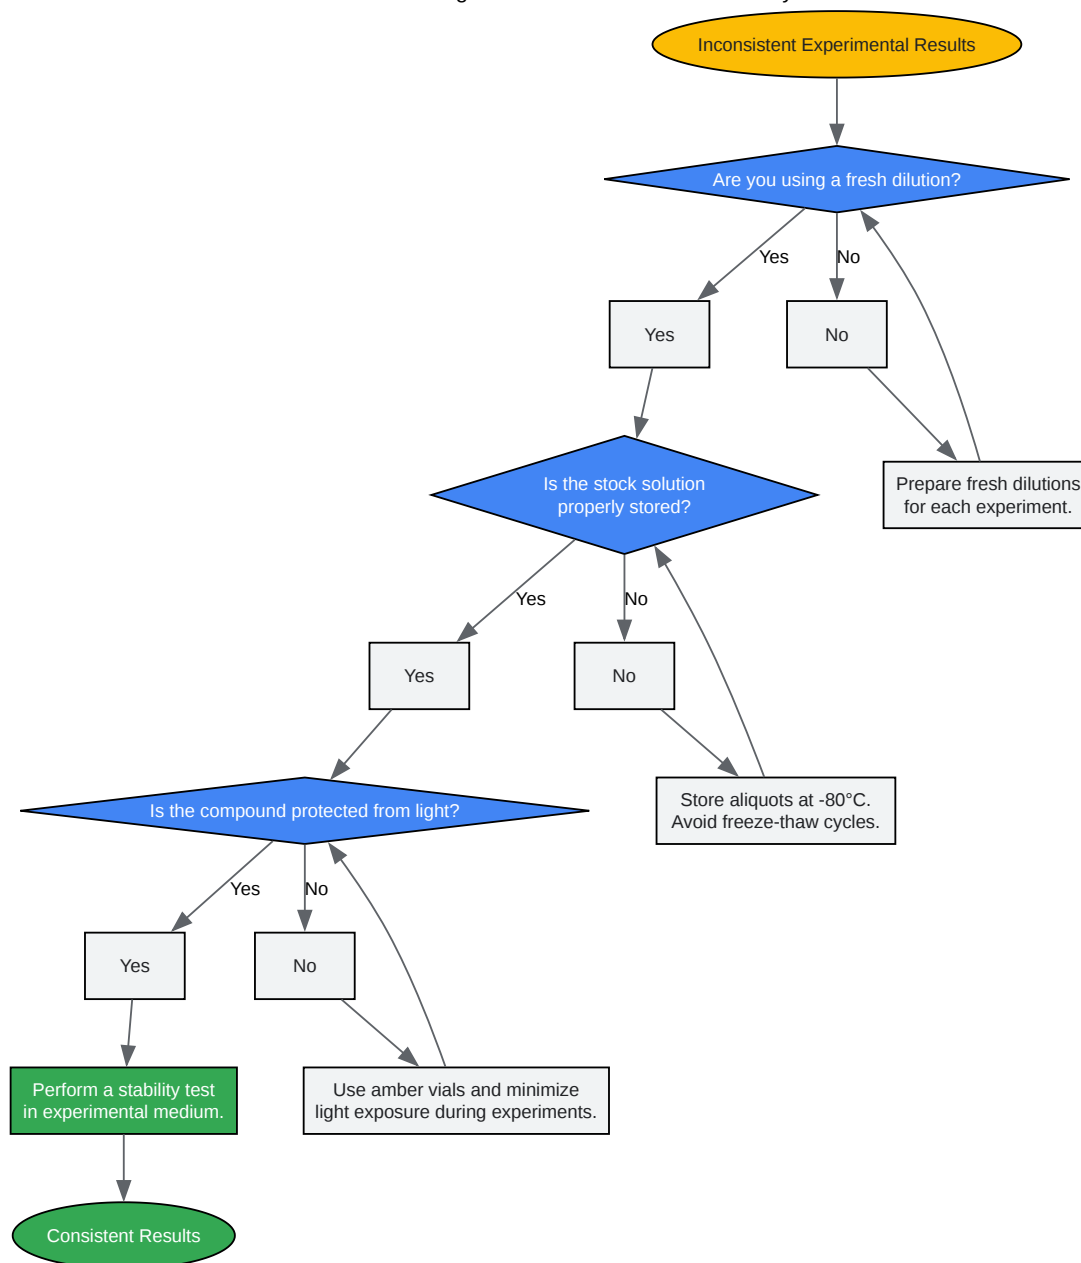 Inconsistent Experimental Results
Are you using a fresh dilution?
Yes
No
Yes
No
Prepare fresh dilutions
for each experiment.
Is the stock solution
properly stored?
Yes
No
Yes
No
Store aliquots at -80°C.
Avoid freeze-thaw cycles.
Is the compound protected from light?
Yes
No
Yes
No
Perform a stability test
in experimental medium.
Use amber vials and minimize
light exposure during experiments.
Consistent Results